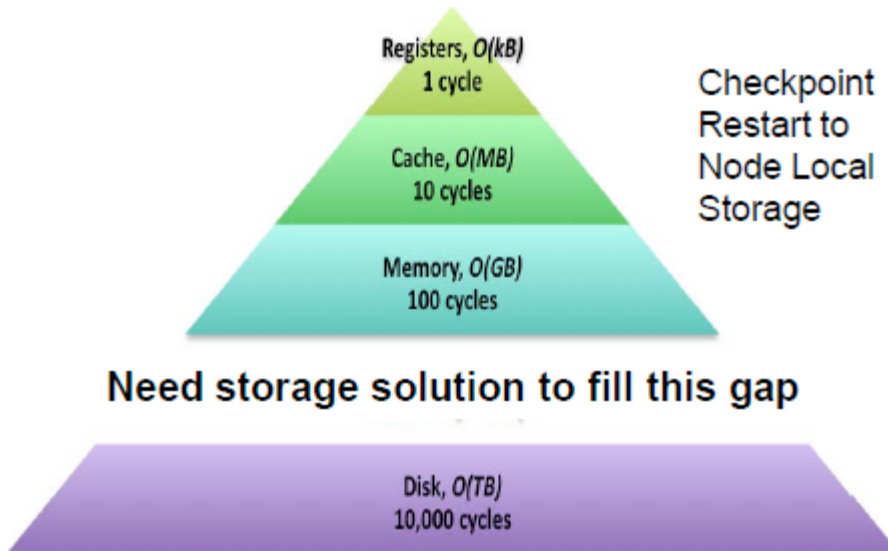 Registers, O(kB)
1 cycle
Cache, O(MB)
10 cycles
Memory, O(GB)
100 cycles
Checkpoint
Restart to
Node Local
Storage
Need storage solution to fill this gap
Disk, O(TB)
10,000 cycles